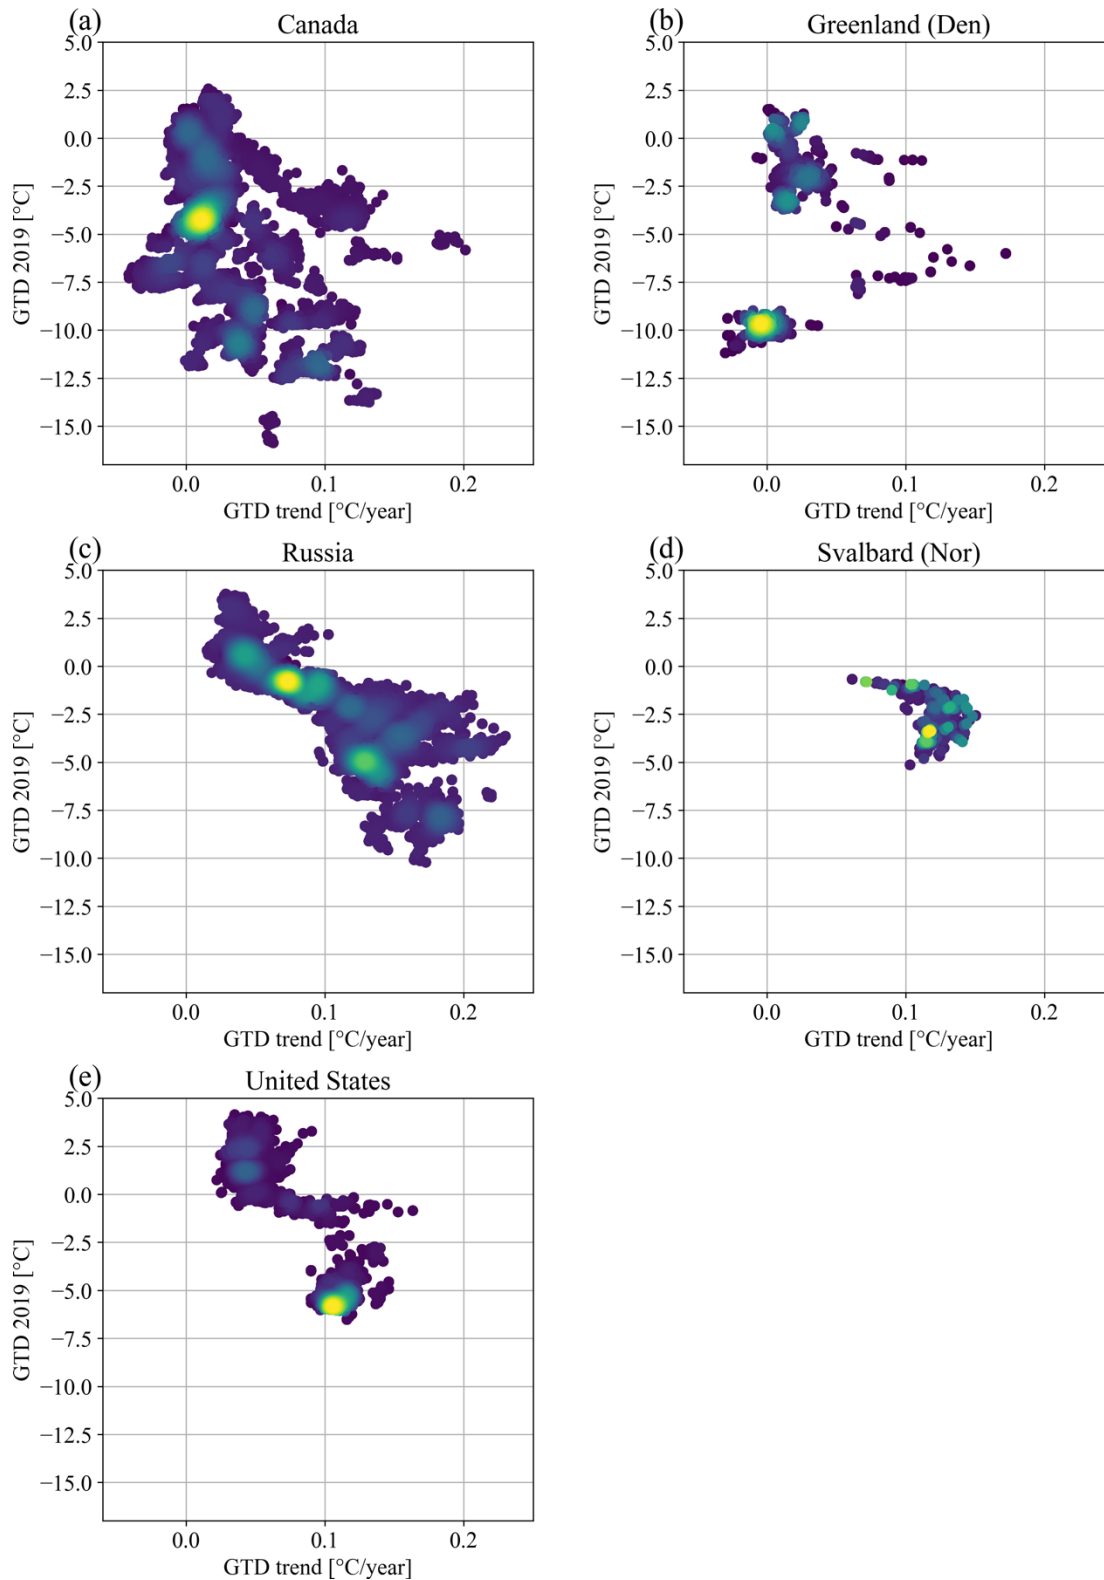 (a)
Canada
5.0
2.5
0.0
−2.5
−5.0
−7.5
−10.0
−12.5
−15.0
GTD 2019 [°C]
0.0 0.1 0.2
GTD trend [°C/year]
(b)
Greenland (Den)
5.0
2.5
0.0
−2.5
−5.0
−7.5
−10.0
−12.5
−15.0
GTD 2019 [°C]
0.0 0.1 0.2
GTD trend [°C/year]
(c)
Russia
5.0
2.5
0.0
−2.5
−5.0
−7.5
−10.0
−12.5
−15.0
GTD 2019 [°C]
0.0 0.1 0.2
GTD trend [°C/year]
(d)
Svalbard (Nor)
5.0
2.5
0.0
−2.5
−5.0
−7.5
−10.0
−12.5
−15.0
GTD 2019 [°C]
0.0 0.1 0.2
GTD trend [°C/year]
(e)
United States
5.0
2.5
0.0
−2.5
−5.0
−7.5
−10.0
−12.5
−15.0
GTD 2019 [°C]
0.0 0.1 0.2
GTD trend [°C/year]